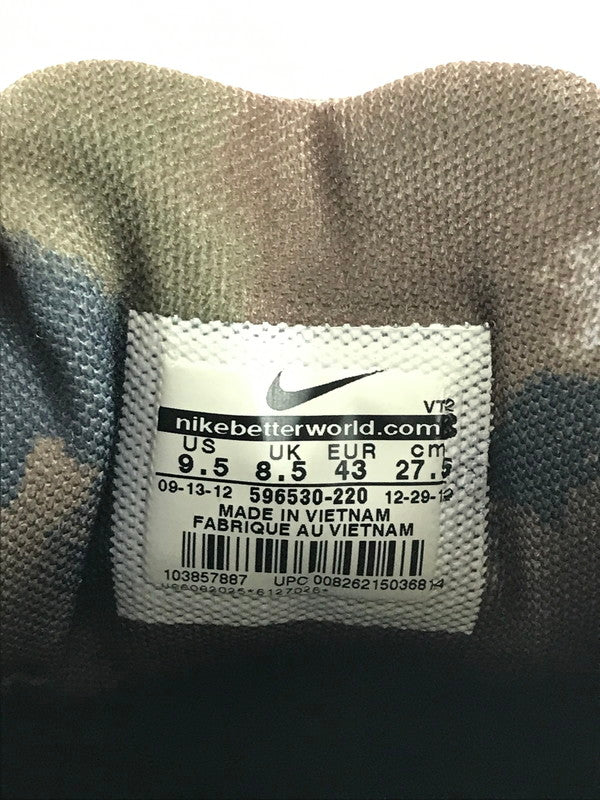 VT2
nikebetterworld.com
US UK EUR cm
9.5 8.5 43 27.5
09-13-12 596530-220 12-29-12
MADE IN VIETNAM
FABRIQUE AU VIETNAM
103857887 UPC 00826215036814